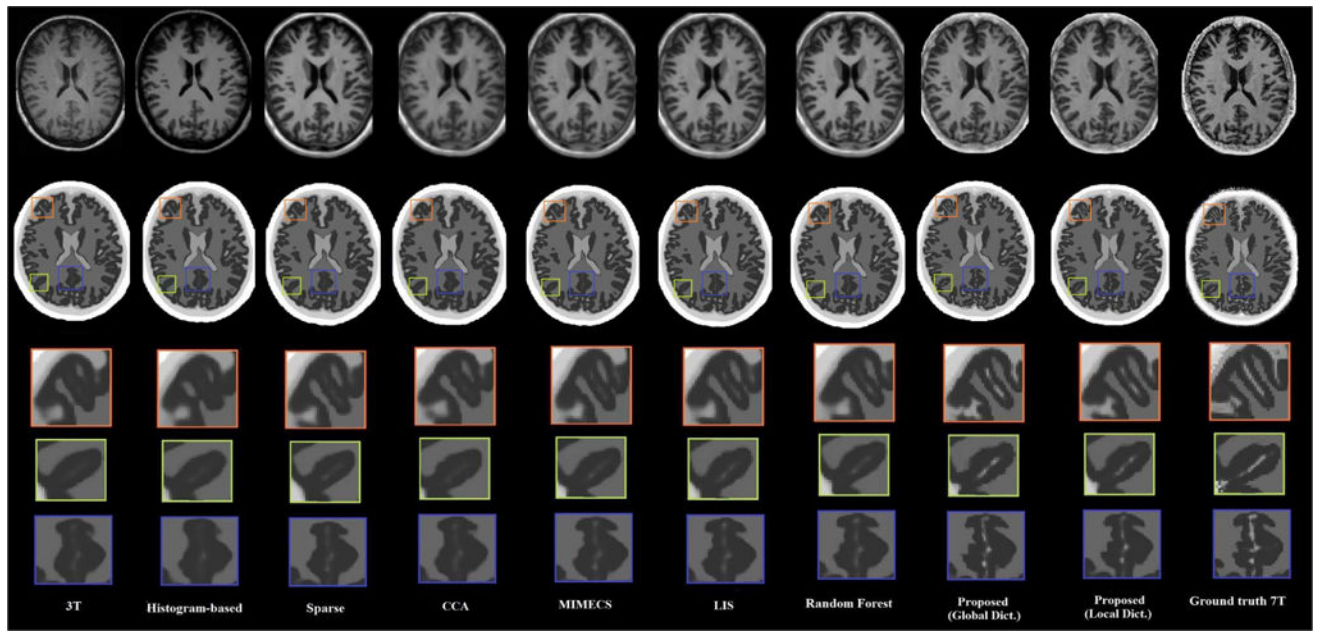 3T
Histogram-based
Sparse
CCA
MIMECS
LIS
Random Forest
Proposed
(Global Dict.)
Proposed
(Local Dict.)
Ground truth 7T